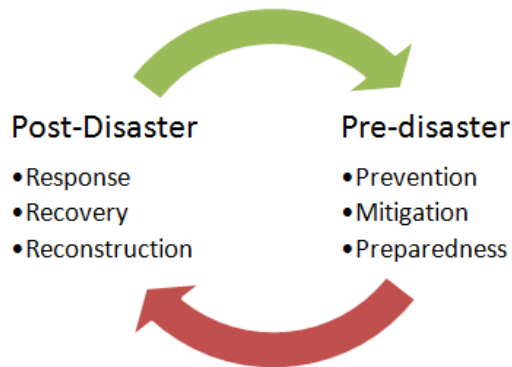 Post-Disaster
•Response
•Recovery
•Reconstruction
Pre-disaster
•Prevention
•Mitigation
•Preparedness